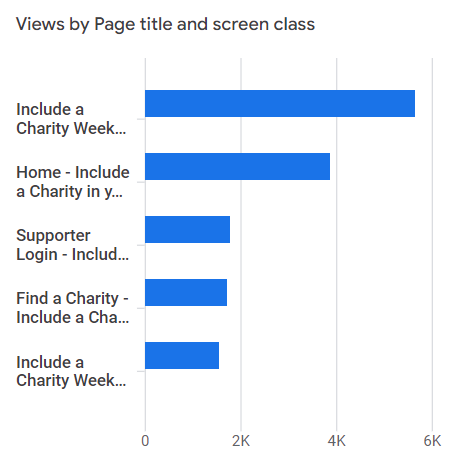 Views by Page title and screen class
Include a
Charity Week...
Home - Include
a Charity in y...
Supporter
Login - Includ...
Find a Charity -
Include a Cha...
Include a
Charity Week...
0 2K 4K 6K